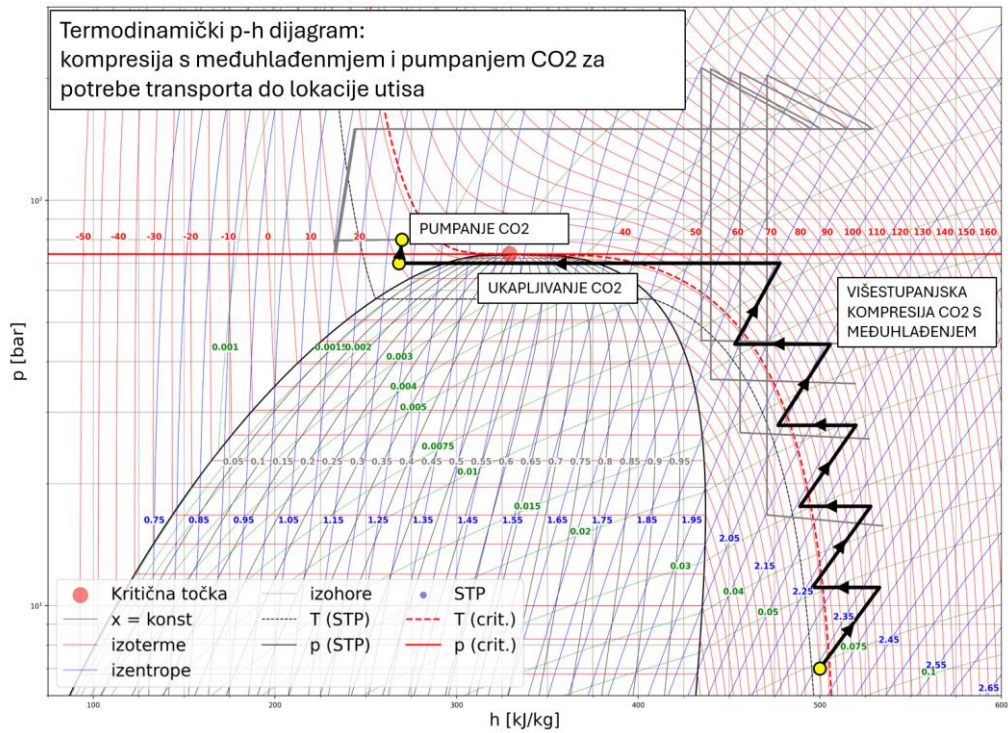 Termodinamički p-h dijagram:
kompresija s međuhlađenmjem i pumpanjem CO2 za
potrebe transporta do lokacije utisa
10²
-50 -40 -30 -20 -10 0 10 20 40 50 60 70 80 90 100 110 120 130 140 150 160
PUMPANJE CO2
UKAPLJIVANJE CO2
VIŠESTUPANJSKA
KOMPRESIJA CO2 S
MEĐUHLAĐENJEM
p [bar]
0.001 0.0015 0.002
0.003
0.004
0.005
0.0075
0.05 0.1 0.15 0.2 0.25 0.3 0.35 0.4 0.45 0.5 0.55 0.6 0.65 0.7 0.75 0.8 0.85 0.9 0.95
0.01
0.015
0.75 0.85 0.95 1.05 1.15 1.25 1.35 1.45 1.55 1.65 1.75 1.85 1.95
0.02
2.05
0.03
2.15
0.04
2.25
0.05
2.35
2.45
0.075
2.55
0.1
2.65
10¹
Kritična točka
x = konst
izoterme
izentrope
izohore
T (STP)
p (STP)
STP
T (crit.)
p (crit.)
100 200 300 400 500 600
h [kJ/kg]